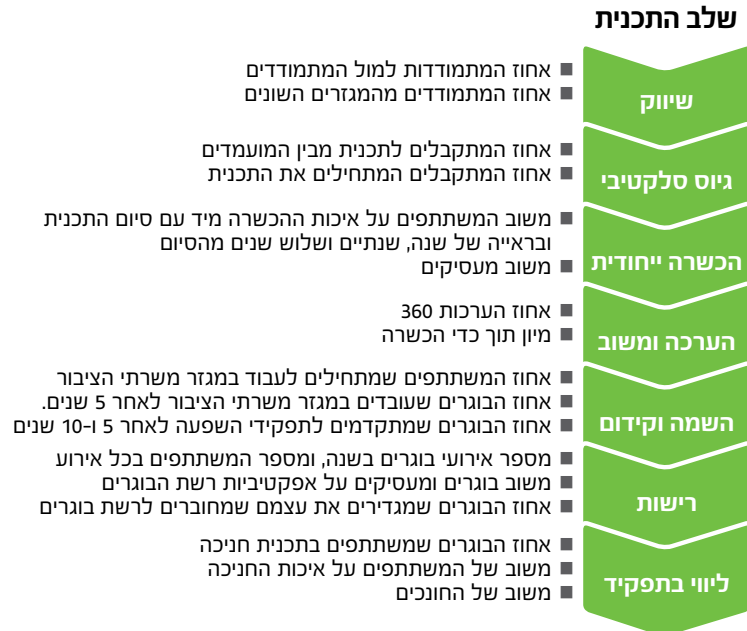 שלב התכנית
שיווק
■ אחוז המתמודדות למול המתמודדים
■ אחוז המתמודדים מהמגזרים השונים
גיוס סלקטיבי
■ אחוז המתקבלים לתכנית מבין המועמדים
■ אחוז המתקבלים המתחילים את התכנית
הכשרה ייחודית
■ משוב המשתתפים על איכות ההכשרה מיד עם סיום התכנית
ובראייה של שנה, שנתיים ושלוש שנים מהסיום
■ משוב מעסיקים
הערכה ומשוב
■ אחוז הערכות 360
■ מיון תוך כדי הכשרה
השמה וקידום
■ אחוז המשתתפים שמתחילים לעבוד במגזר משרתי הציבור
■ אחוז הבוגרים שעובדים במגזר משרתי הציבור לאחר 5 שנים.
■ אחוז הבוגרים שמתקדמים לתפקידי השפעה לאחר 5 ו-10 שנים
רישות
■ מספר אירועי בוגרים בשנה, ומספר המשתתפים בכל אירוע
■ משוב בוגרים ומעסיקים על אפקטיביות רשת הבוגרים
■ אחוז הבוגרים שמגדירים את עצמם שמחוברים לרשת בוגרים
ליווי בתפקיד
■ אחוז הבוגרים שמשתתפים בתכנית חניכה
■ משוב של המשתתפים על איכות החניכה
■ משוב של החונכים